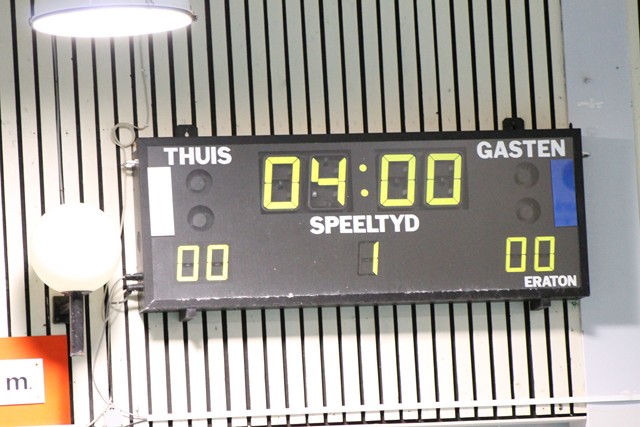 THUIS
GASTEN
04:00
SPEELTYD
00
1
00
ERATON
m.